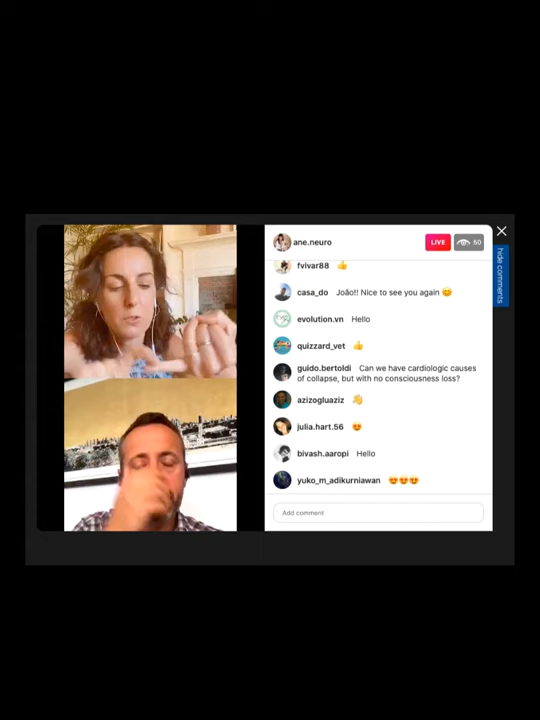 ane.neuro
LIVE
50
hide comments
fvivar88 👍
casa_do João!! Nice to see you again 😊
evolution.vn Hello
quizzard_vet 👍
guido.bertoldi Can we have cardiologic causes
of collapse, but with no consciousness loss?
azizogluaziz 👋
julia.hart.56 😍
bivash.aaropi Hello
yuko_m_adikurniawan 😍😍😍
Add comment